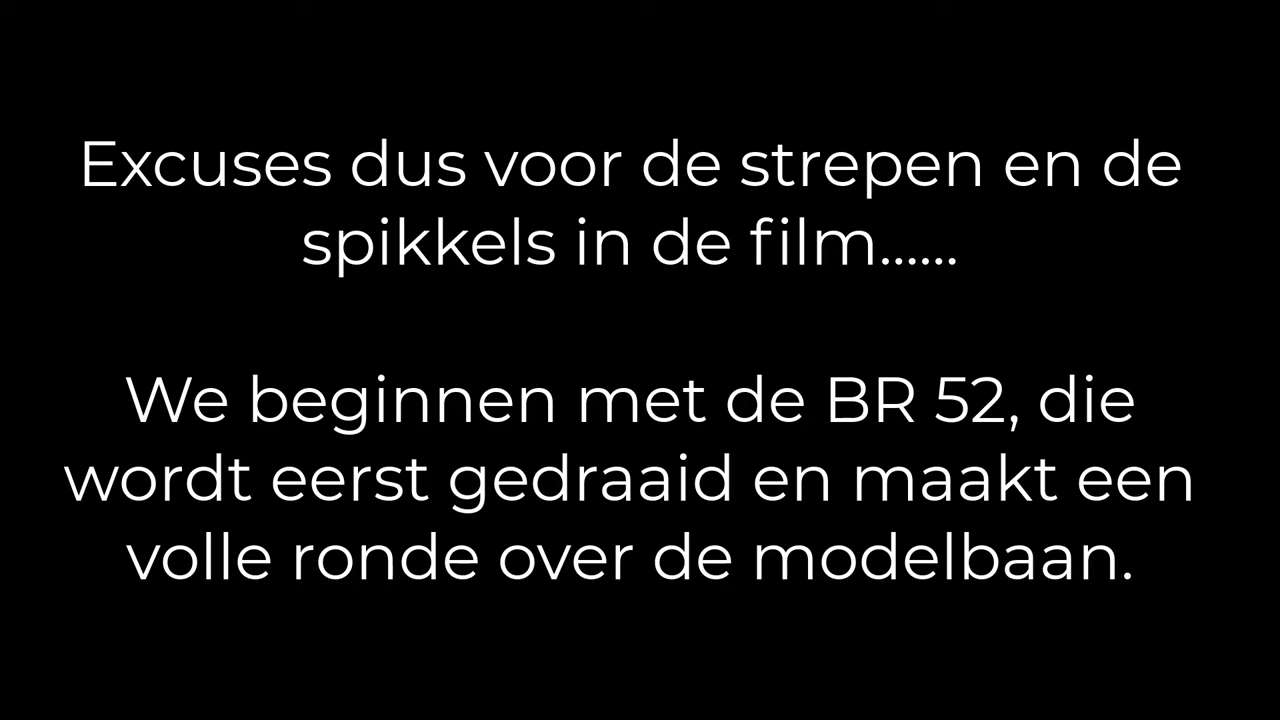 Excuses dus voor de strepen en de
spikkels in de film......
We beginnen met de BR 52, die
wordt eerst gedraaid en maakt een
volle ronde over de modelbaan.